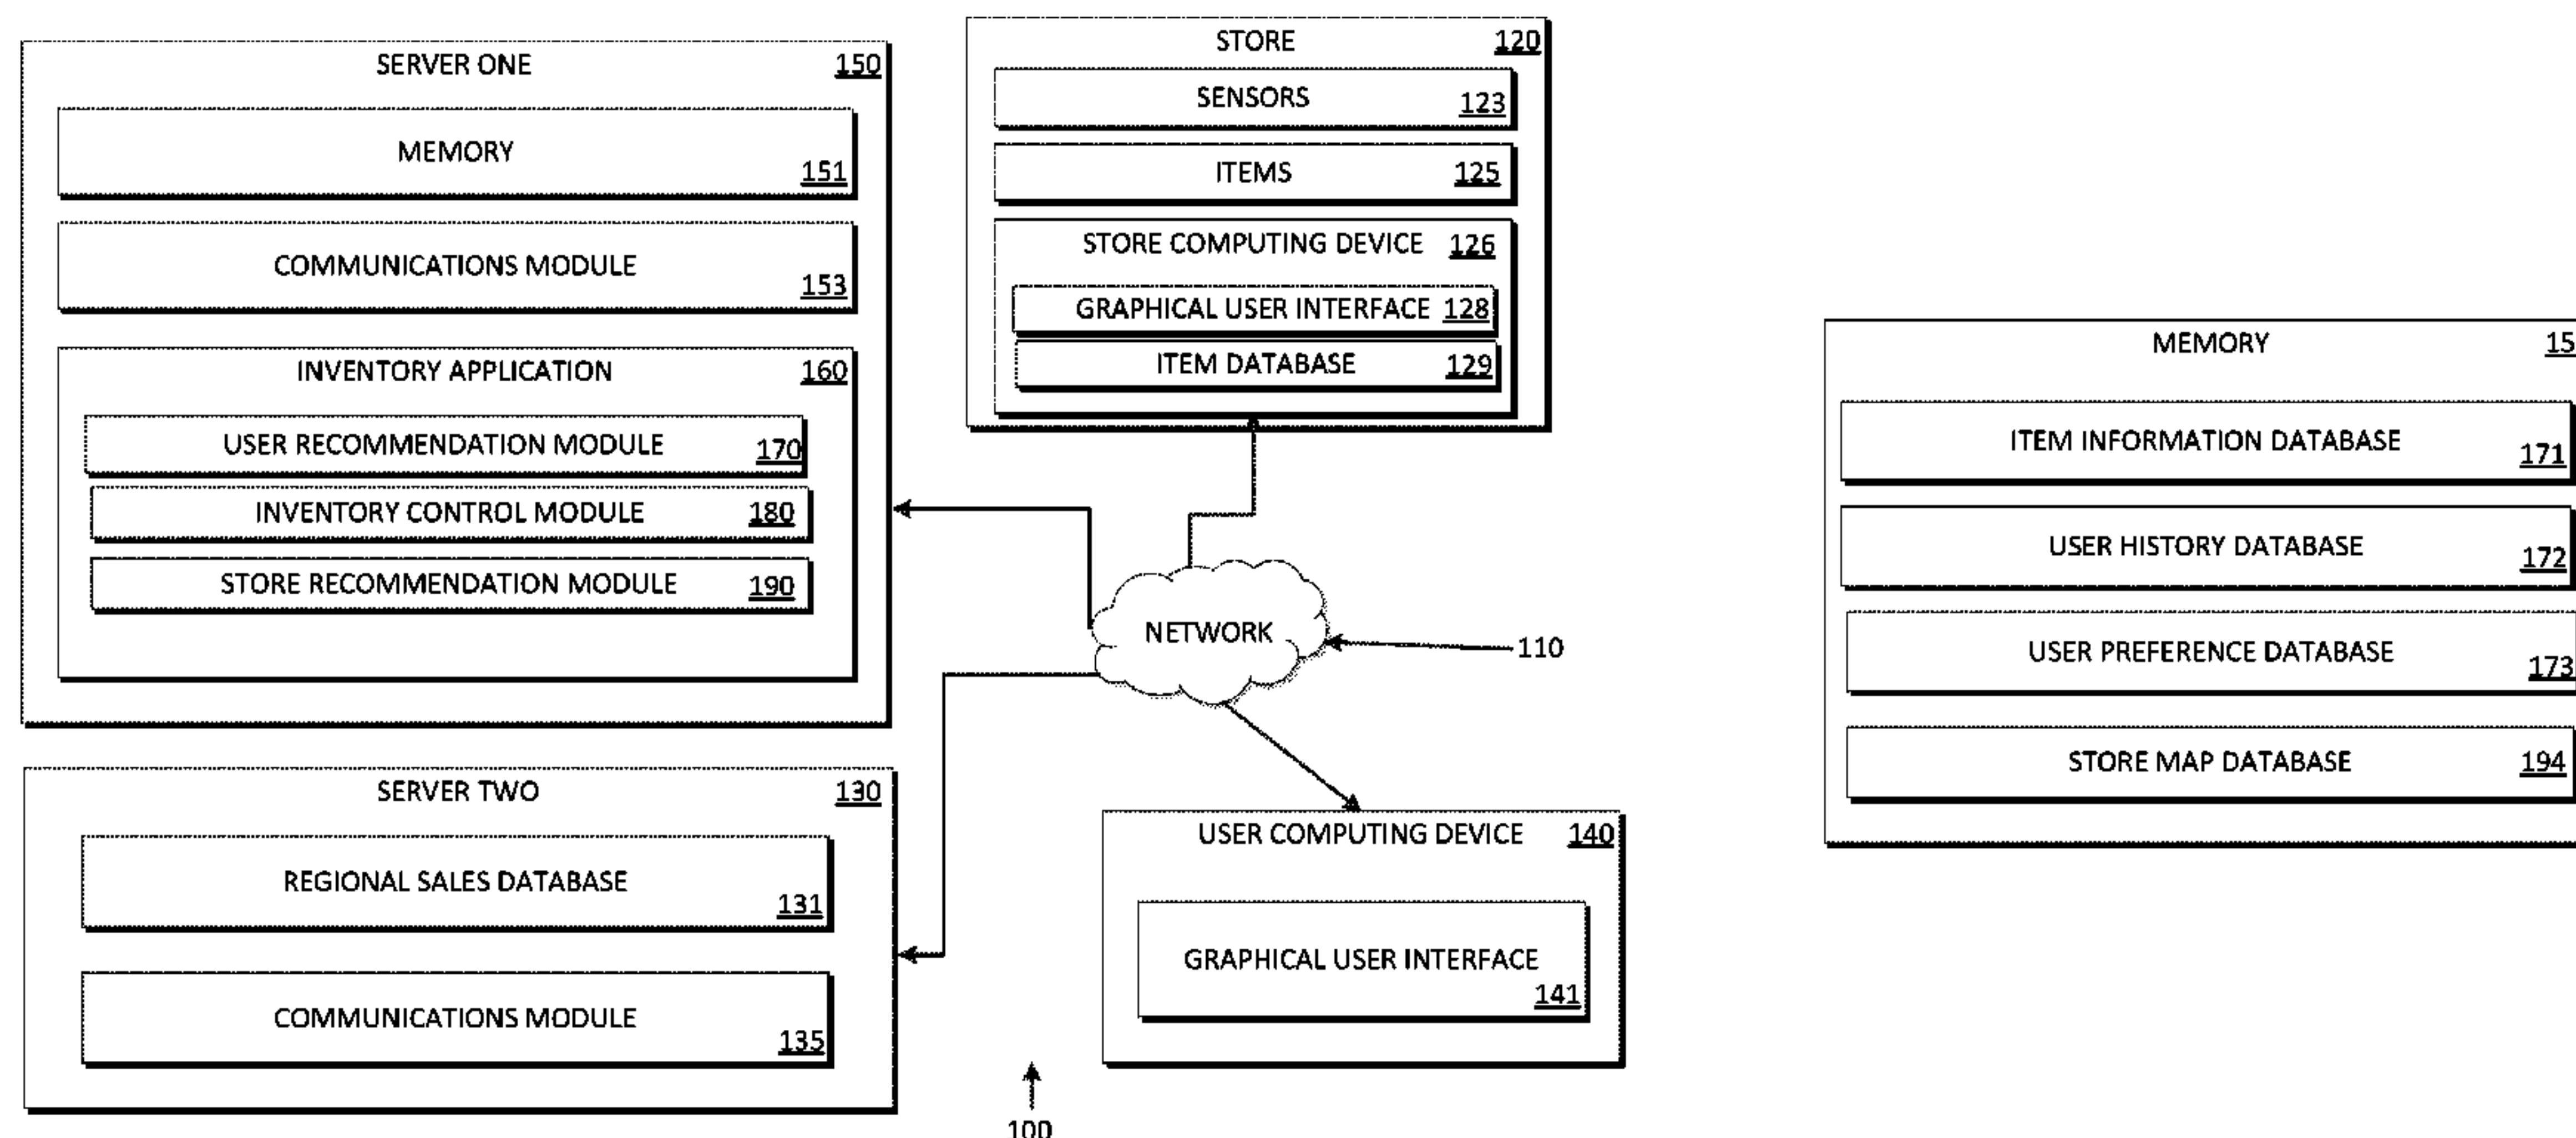 SERVER ONE 150
MEMORY
151
COMMUNICATIONS MODULE
153
INVENTORY APPLICATION 160
USER RECOMMENDATION MODULE 170
INVENTORY CONTROL MODULE 180
STORE RECOMMENDATION MODULE 190
SERVER TWO 130
REGIONAL SALES DATABASE
131
COMMUNICATIONS MODULE
135
STORE 120
SENSORS 123
ITEMS 125
STORE COMPUTING DEVICE 126
GRAPHICAL USER INTERFACE 128
ITEM DATABASE 129
NETWORK
110
USER COMPUTING DEVICE 140
GRAPHICAL USER INTERFACE
141
100
MEMORY 15
ITEM INFORMATION DATABASE 171
USER HISTORY DATABASE 172
USER PREFERENCE DATABASE 173
STORE MAP DATABASE 194